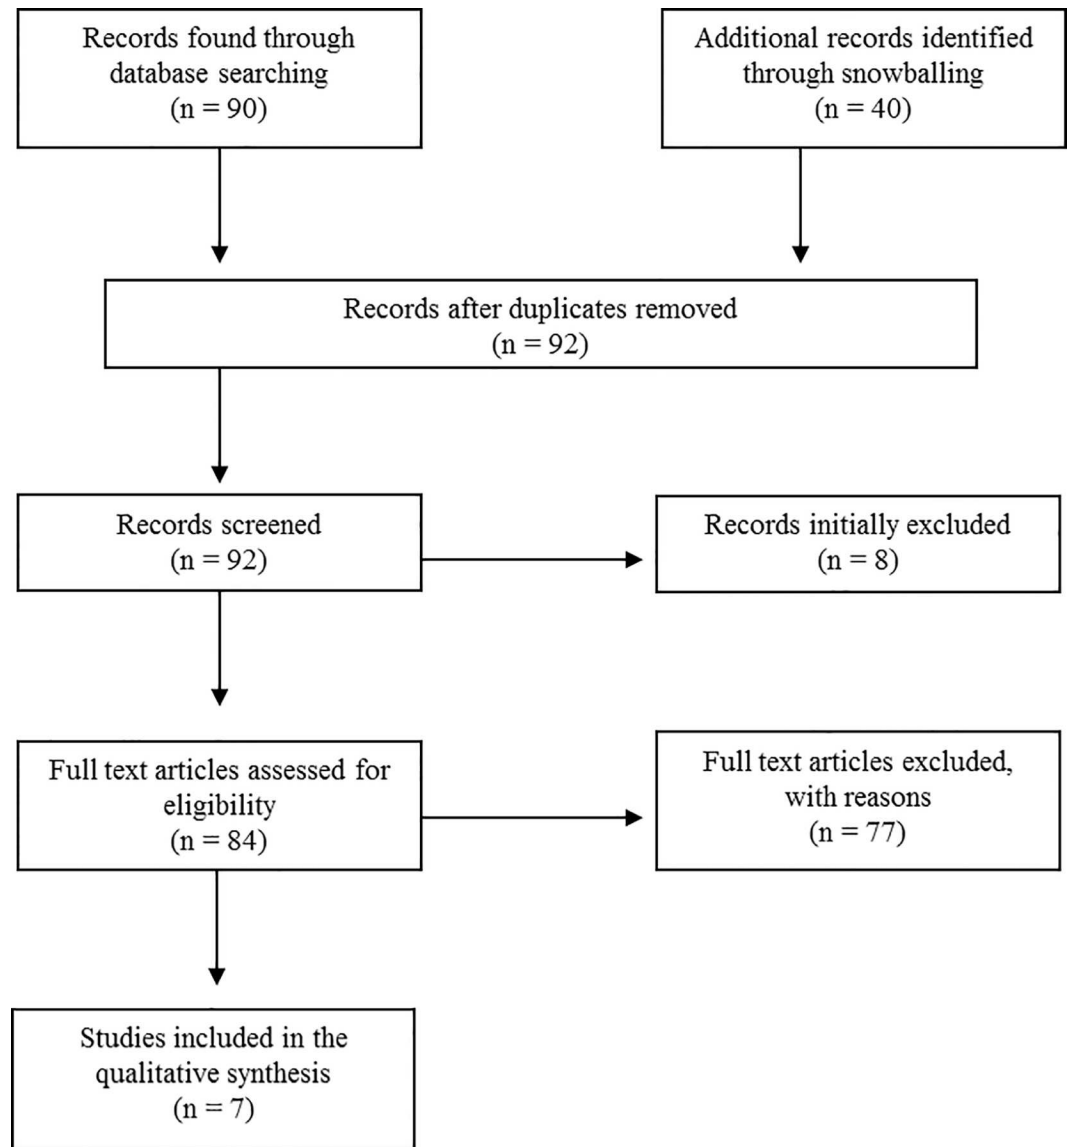 Records found through
database searching
(n = 90)
Additional records identified
through snowballing
(n = 40)
Records after duplicates removed
(n = 92)
Records screened
(n = 92)
Records initially excluded
(n = 8)
Full text articles assessed for
eligibility
(n = 84)
Full text articles excluded,
with reasons
(n = 77)
Studies included in the
qualitative synthesis
(n = 7)